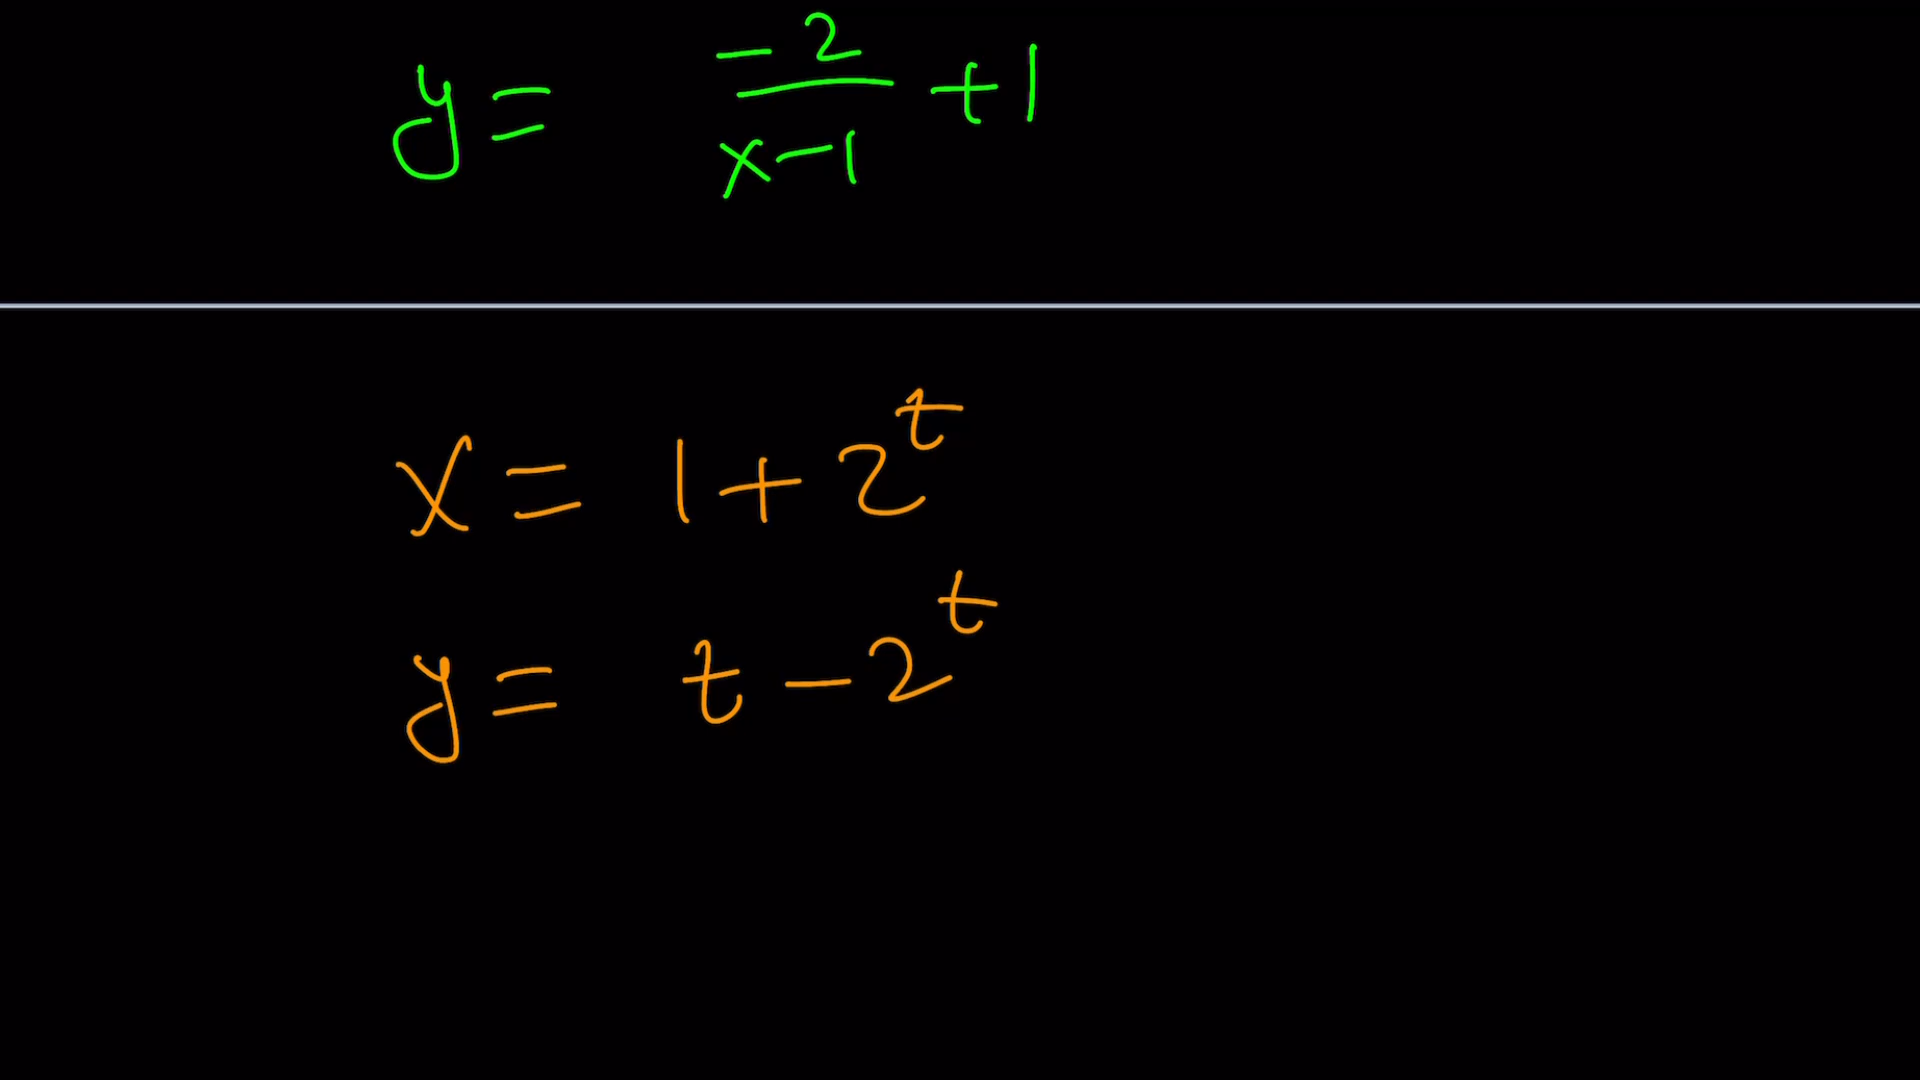 y = -2/(x-1) + 1
x = 1 + 2^t
y = t - 2^t